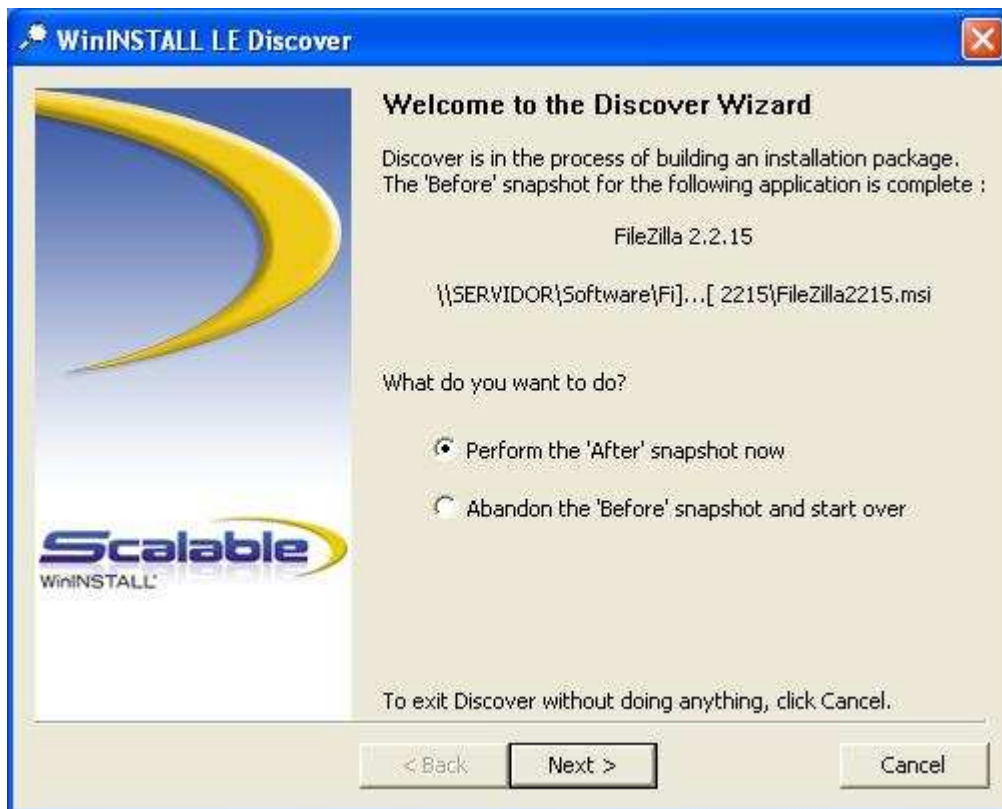 WinINSTALL LE Discover
Welcome to the Discover Wizard
Discover is in the process of building an installation package.
The 'Before' snapshot for the following application is complete :
FileZilla 2.2.15
\\SERVIDOR\Software\Fi]...[ 2215\FileZilla2215.msi
What do you want to do?
Perform the 'After' snapshot now
Abandon the 'Before' snapshot and start over
Scalable
WinINSTALL
To exit Discover without doing anything, click Cancel.
< Back
Next >
Cancel